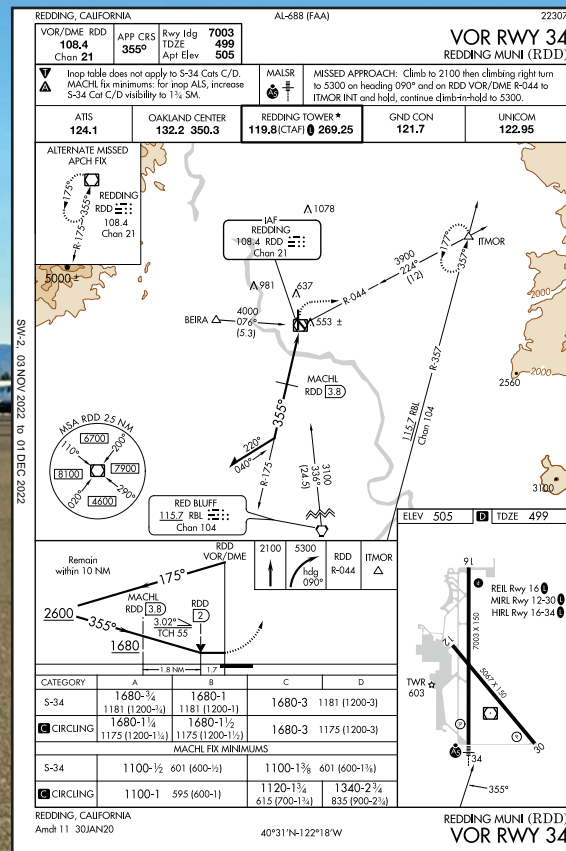 REDDING, CALIFORNIA
AL-688 (FAA)
22307
VOR/DME RDD
108.4
Chan 21
APP CRS
355°
Rwy Idg 7003
TDZE 499
Apt Elev 505
VOR RWY 34
REDDING MUNI (RDD)
T
A
Inop table does not apply to S-34 Cats C/D.
MACHL fix minimums: for inop ALS, increase
S-34 Cat C/D visibility to 1¾ SM.
MALSR
A5
MISSED APPROACH: Climb to 2100 then climbing right turn
to 5300 on heading 090° and on RDD VOR/DME R-044 to
ITMOR INT and hold, continue climb-in-hold to 5300.
ATIS
124.1
OAKLAND CENTER
132.2 350.3
REDDING TOWER★
119.8(CTAF) L 269.25
GND CON
121.7
UNICOM
122.95
ALTERNATE MISSED
APCH FIX
175°
355°
R-175
REDDING
RDD
108.4
Chan 21
5000 ±
1078
IAF
REDDING
108.4 RDD
Chan 21
177°
357°
ITMOR
3900
224°
(12)
R-044
981
637
553 ±
BEIRA
4000
076°
(5.3)
2000
2000
2560
3100
MACHL
RDD 3.8
355°
R-357
115.7 RBL
Chan 104
220°
040°
R-175
3100
336°
(24.5)
MSA RDD 25 NM
6700
110°
200°
8100
7900
020°
290°
4600
RED BLUFF
115.7 RBL
Chan 104
SW-2, 03 NOV 2022 to 01 DEC 2022
ELEV 505
D
TDZE 499
Remain
within 10 NM
RDD
VOR/DME
2100
5300
hdg
090°
RDD
R-044
ITMOR
175°
2600
355°
MACHL
RDD 3.8
RDD
2
3.02°
TCH 55
1680
1.8 NM
1.7
16
REIL Rwy 16 L
MIRL Rwy 12-30 L
HIRL Rwy 16-34 L
7003 X 150
12
5067 X 150
TWR
603
P
P
30
A5
34
355°
CATEGORY A B C D
S-34 1680-¾ 1181 (1200-¾) 1680-1 1181 (1200-1) 1680-3 1181 (1200-3)
C CIRCLING 1680-1¼ 1175 (1200-1¼) 1680-1½ 1175 (1200-1½) 1680-3 1175 (1200-3)
MACHL FIX MINIMUMS
S-34 1100-½ 601 (600-½) 1100-1⅜ 601 (600-1⅜)
C CIRCLING 1100-1 595 (600-1) 1120-1¾ 615 (700-1¾) 1340-2¾ 835 (900-2¾)
REDDING, CALIFORNIA
Amdt 11 30JAN20
40°31'N-122°18'W
REDDING MUNI (RDD)
VOR RWY 34